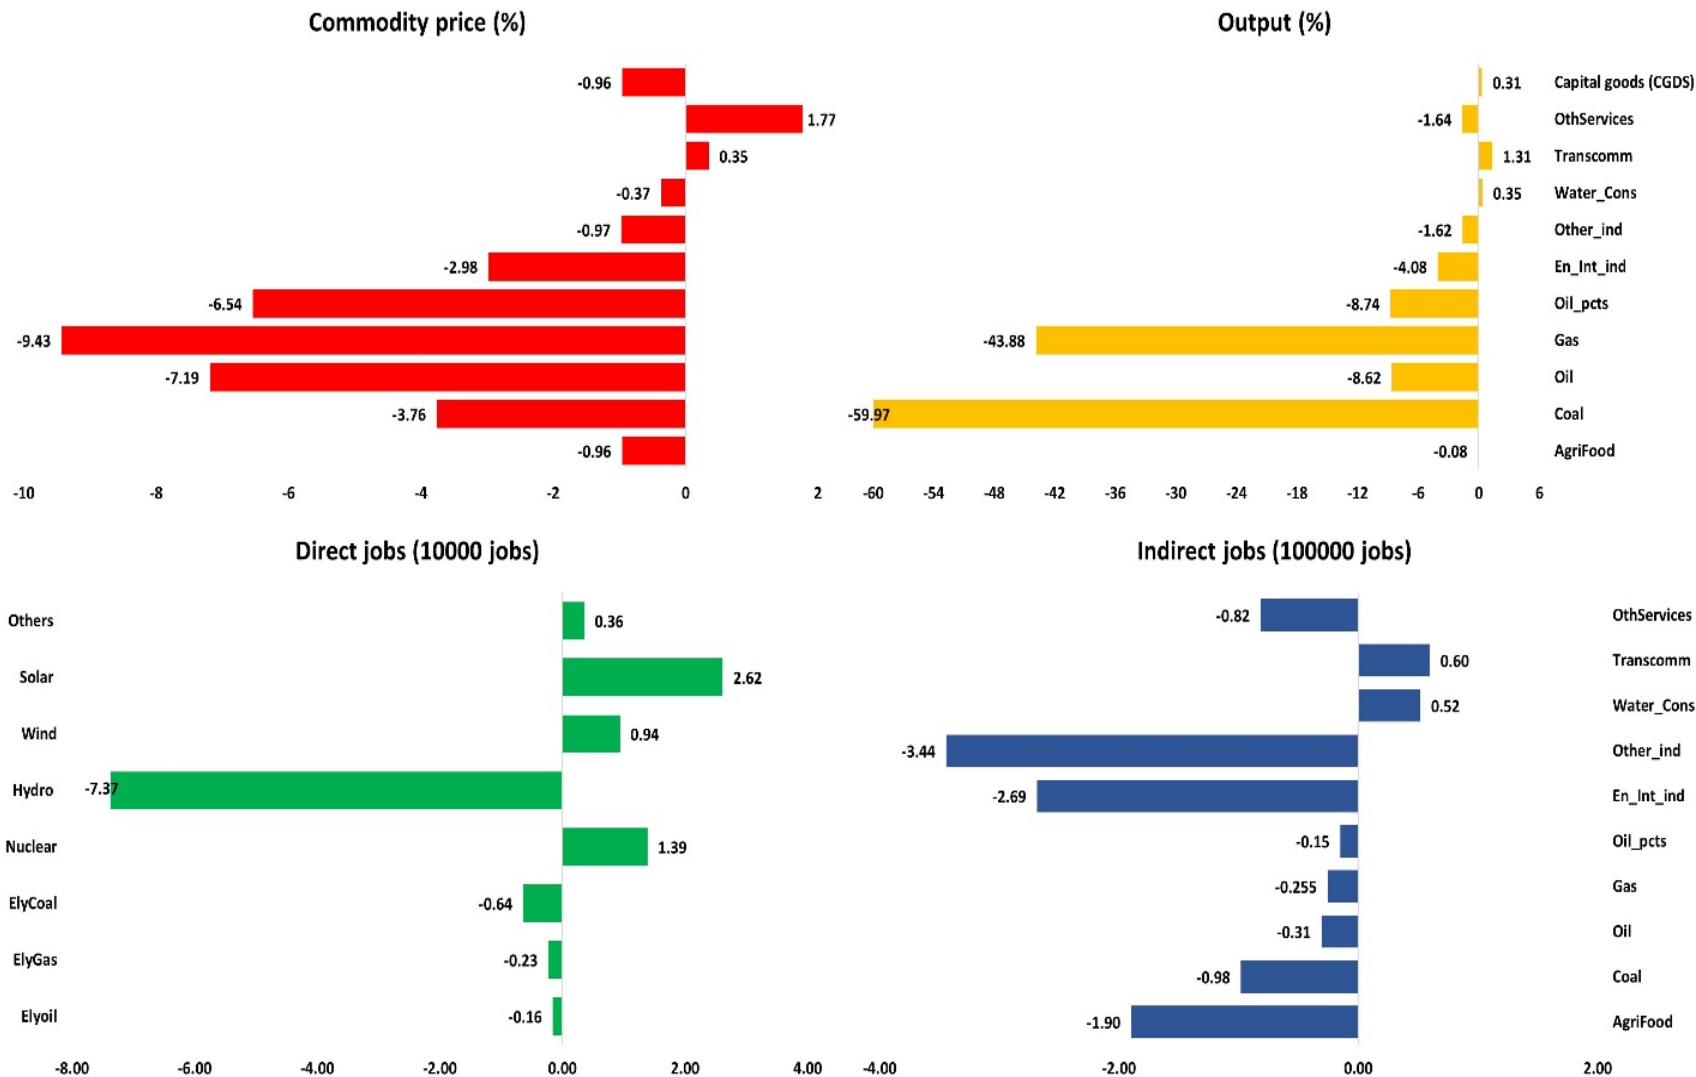 Commodity price (%)
Output (%)
-0.96
0.31
Capital goods (CGDS)
1.77
-1.64
OthServices
0.35
1.31
Transcomm
-0.37
0.35
Water_Cons
-0.97
-1.62
Other_ind
-2.98
-4.08
En_Int_ind
-6.54
-8.74
Oil_pcts
-9.43
-43.88
Gas
-7.19
-8.62
Oil
-3.76
-59.97
Coal
-0.96
-0.08
AgriFood
-10 -8 -6 -4 -2 0 2
-60 -54 -48 -42 -36 -30 -24 -18 -12 -6 0 6
Direct jobs (10000 jobs)
Indirect jobs (100000 jobs)
Others
0.36
Solar
2.62
Wind
0.94
Hydro
-7.37
Nuclear
1.39
ElyCoal
-0.64
ElyGas
-0.23
Elyoil
-0.16
-8.00 -6.00 -4.00 -2.00 0.00 2.00 4.00
-0.82
OthServices
0.60
Transcomm
0.52
Water_Cons
-3.44
Other_ind
-2.69
En_Int_ind
-0.15
Oil_pcts
-0.255
Gas
-0.31
Oil
-0.98
Coal
-1.90
AgriFood
-4.00 -2.00 0.00 2.00